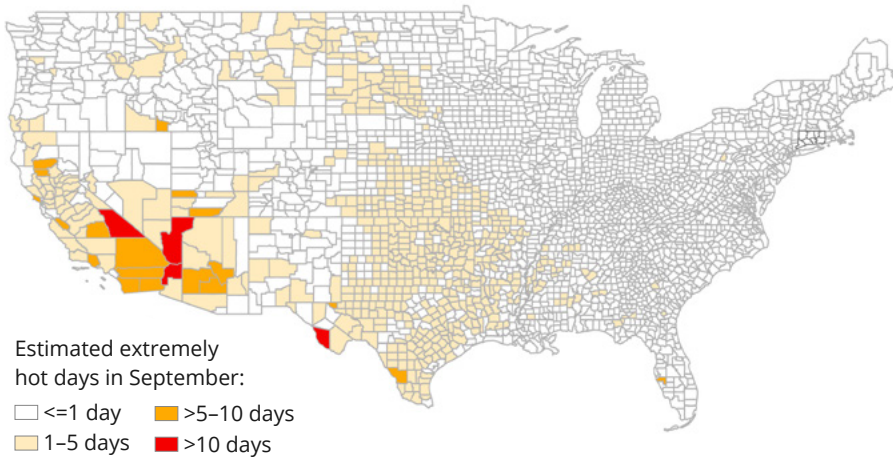 Estimated extremely
hot days in September:
<=1 day >5–10 days
1–5 days >10 days